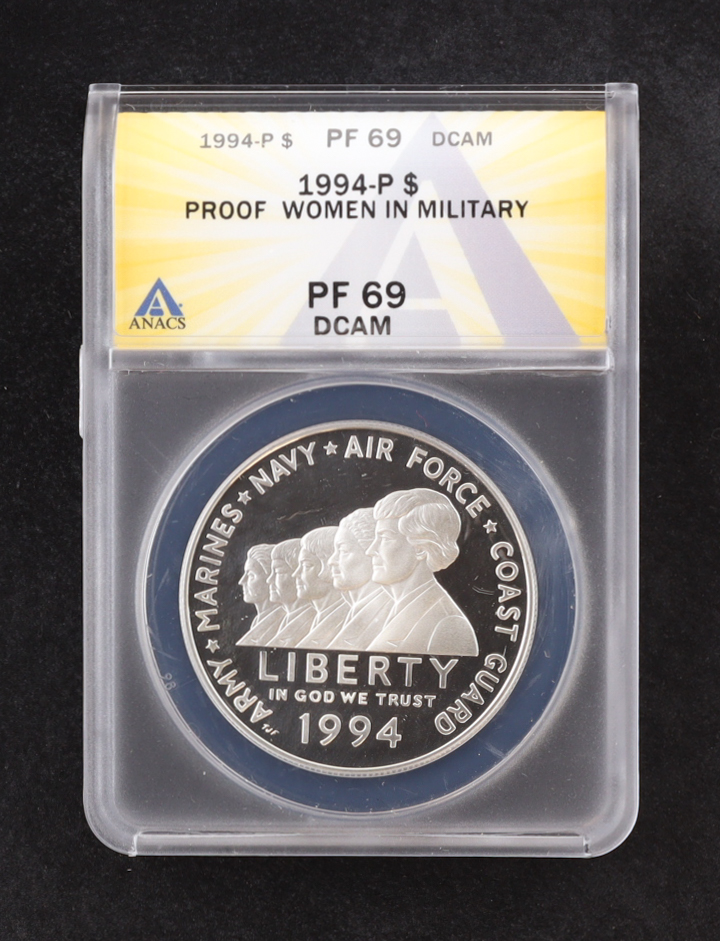 1994-P $ PF 69 DCAM
1994-P $
PROOF WOMEN IN MILITARY
PF 69
DCAM
ANACS
ARMY ★ MARINES ★ NAVY ★ AIR FORCE ★ COAST GUARD
LIBERTY
IN GOD WE TRUST
1994